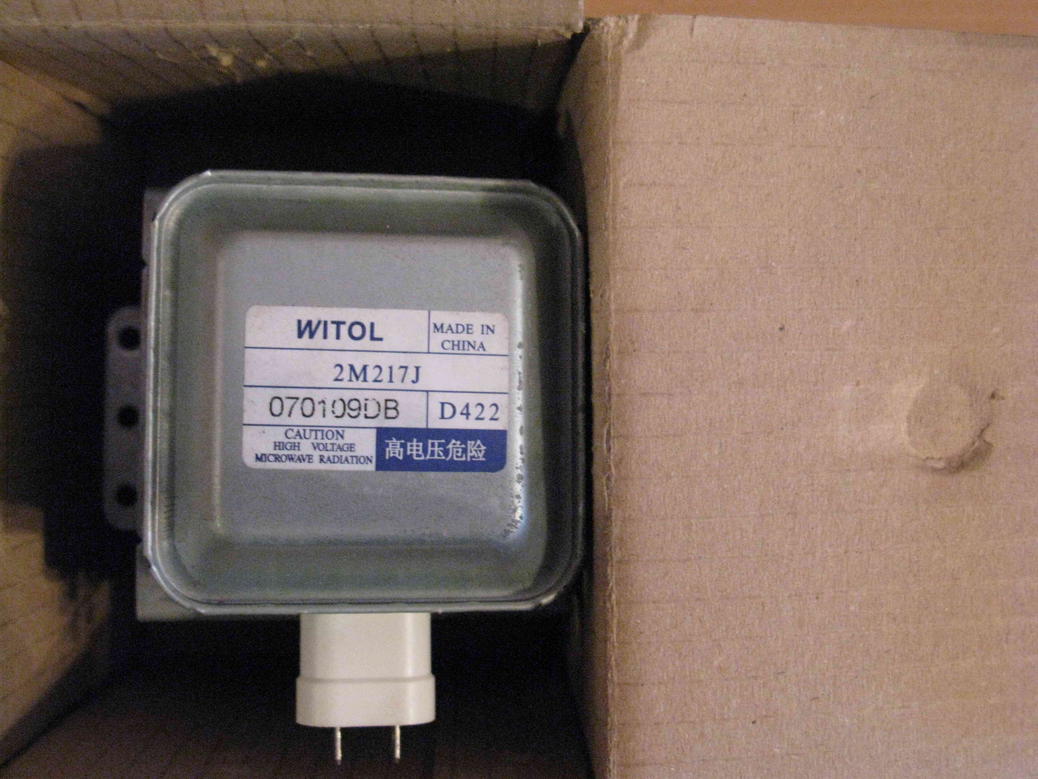 WITOL
MADE IN
CHINA
2M217J
070109DB
D422
CAUTION
HIGH VOLTAGE
MICROWAVE RADIATION
高电压危险